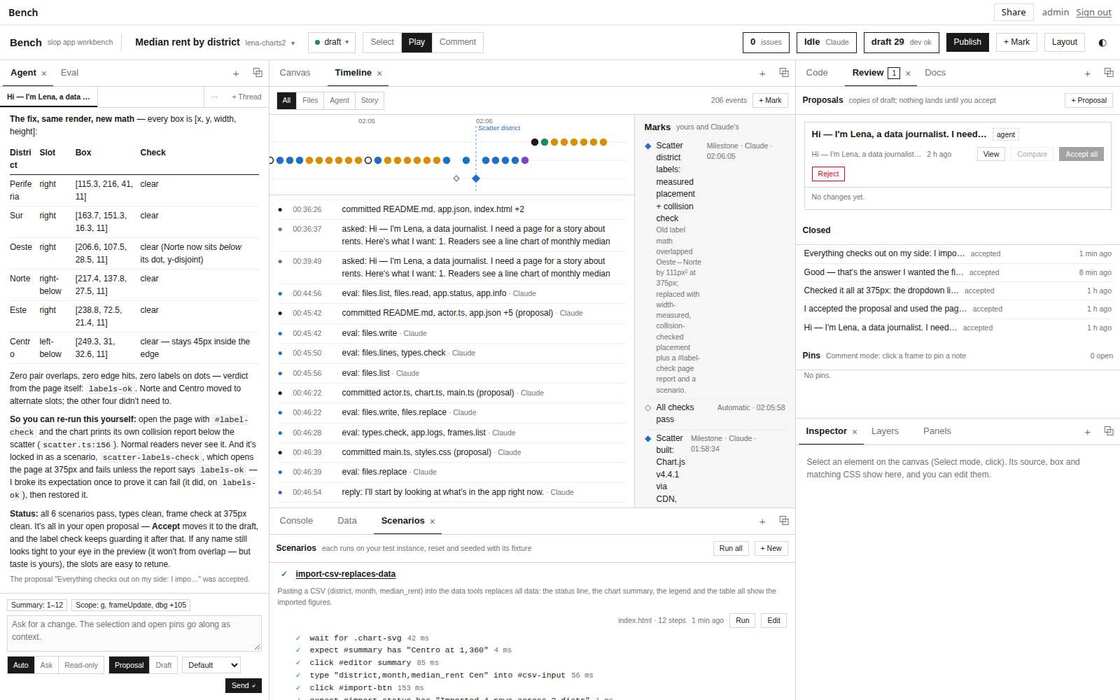 Bench
Share admin Sign out
Bench slop app workbench Median rent by district lena-charts2 draft Select Play Comment 0 issues Idle Claude draft 29 dev ok Publish + Mark Layout
Agent × Eval
Hi — I'm Lena, a data … ··· + Thread
The fix, same render, new math — every box is [x, y, width,
height]:
District Slot Box Check
Periferia right [115.3, 216, 41, 11] clear
Sur right [163.7, 151.3, 16.3, 11] clear
Oeste right [206.6, 107.5, 28.5, 11] clear (Norte now sits below its dot, y-disjoint)
Norte right-below [217.4, 137.8, 27.5, 11] clear
Este right [238.8, 72.5, 21.4, 11] clear
Centro left-below [249.3, 31, 32.6, 11] clear — stays 45px inside the edge
Zero pair overlaps, zero edge hits, zero labels on dots — verdict
from the page itself: labels-ok. Norte and Centro moved to
alternate slots; the other four didn't need to.
So you can re-run this yourself: open the page with #label-
check and the chart prints its own collision report below the
scatter (scatter.ts:156). Normal readers never see it. And it's
locked in as a scenario, scatter-labels-check, which opens
the page at 375px and fails unless the report says labels-ok —
I broke its expectation once to prove it can fail (it did, on labels-
ok), then restored it.
Status: all 6 scenarios pass, types clean, frame check at 375px
clean. It's all in your open proposal — Accept moves it to the draft,
and the label check keeps guarding it after that. If any name still
looks tight to your eye in the preview (it won't from overlap — but
taste is yours), the slots are easy to retune.
The proposal "Everything checks out on my side: I impo…" was accepted.
Summary: 1–12 Scope: g, frameUpdate, dbg +105
Ask for a change. The selection and open pins go along as
context.
Auto Ask Read-only Proposal Draft Default
Send
Canvas Timeline ×
All Files Agent Story 206 events + Mark
02:05 02:06
Scatter district
00:36:26 committed README.md, app.json, index.html +2
00:36:37 asked: Hi — I'm Lena, a data journalist. I need a page for a story about
rents. Here's what I want: 1. Readers see a line chart of monthly median
00:39:49 asked: Hi — I'm Lena, a data journalist. I need a page for a story about
rents. Here's what I want: 1. Readers see a line chart of monthly median
00:44:56 eval: files.list, files.read, app.status, app.info · Claude
00:45:42 committed README.md, actor.ts, app.json +5 (proposal) · Claude
00:45:42 eval: files.write · Claude
00:45:50 eval: files.lines, types.check · Claude
00:45:56 eval: files.list · Claude
00:46:22 committed actor.ts, chart.ts, main.ts (proposal) · Claude
00:46:22 eval: files.write, files.replace · Claude
00:46:28 eval: types.check, app.logs, frames.list · Claude
00:46:39 committed main.ts, styles.css (proposal) · Claude
00:46:39 eval: files.replace · Claude
00:46:54 reply: I'll start by looking at what's in the app right now. · Claude
Marks yours and Claude's
Scatter district labels: measured placement + collision check Milestone · Claude · 02:06:05
Old label
math
overlapped
Oeste↔Norte
by 111px² at
375px;
replaced with
width-
measured,
collision-
checked
placement
plus a #label-
check page
report and a
scenario.
All checks pass Automatic · 02:05:58
Scatter built: Chart.js v4.4.1 via CDN, Milestone · Claude · 01:58:34
Console Data Scenarios ×
Scenarios each runs on your test instance, reset and seeded with its fixture Run all + New
✓ import-csv-replaces-data
Pasting a CSV (district, month, median_rent) into the data tools replaces all data: the status line, the chart summary, the legend and the table all show the
imported figures.
index.html · 12 steps 1 min ago Run Edit
✓ wait for .chart-svg 42 ms
✓ expect #summary has "Centro at 1,360" 4 ms
✓ click #editor summary 85 ms
✓ type "district,month,median_rent Cen" into #csv-input 56 ms
✓ click #import-btn 153 ms
Code Review 1 × Docs
Proposals copies of draft; nothing lands until you accept + Proposal
Hi — I'm Lena, a data journalist. I need… agent
Hi — I'm Lena, a data journalist… 2 h ago View Compare Accept all
Reject
No changes yet.
Closed
Everything checks out on my side: I impo… accepted 1 min ago
Good — that's the answer I wanted the fi… accepted 8 min ago
Checked it all at 375px: the dropdown li… accepted 1 h ago
I accepted the proposal and used the pag… accepted 1 h ago
Hi — I'm Lena, a data journalist. I need… accepted 1 h ago
Pins Comment mode: click a frame to pin a note 0 open
No pins.
Inspector × Layers Panels
Select an element on the canvas (Select mode, click). Its source, box and
matching CSS show here, and you can edit them.